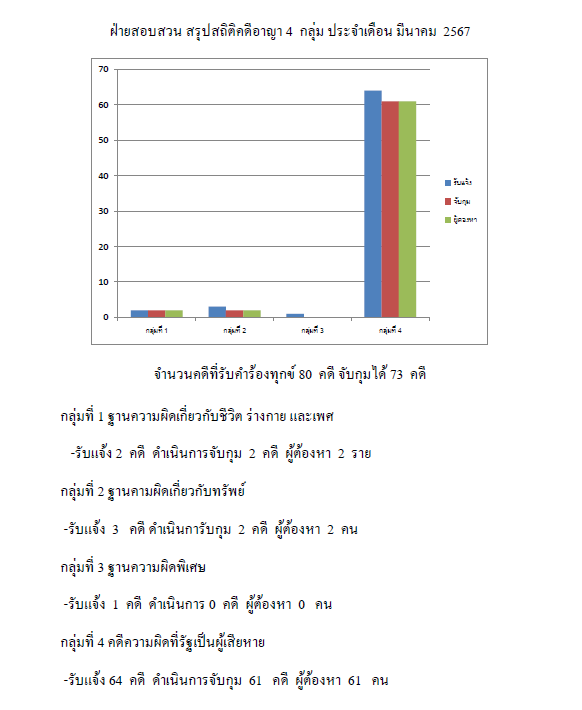 ฝ่ายสอบสวน สรุปสถิติคดีอาญา 4 กลุ่ม ประจำเดือน มีนาคม 2567
70
60
50
40
30
20
10
0
กลุ่มที่ 1 กลุ่มที่ 2 กลุ่มที่ 3 กลุ่มที่ 4
รับแจ้ง
จับกุม
ผู้ต้องหา
จำนวนคดีที่รับคำร้องทุกข์ 80 คดี จับกุมได้ 73 คดี
กลุ่มที่ 1 ฐานความผิดเกี่ยวกับชีวิต ร่างกาย และเพศ
-รับแจ้ง 2 คดี ดำเนินการจับกุม 2 คดี ผู้ต้องหา 2 ราย
กลุ่มที่ 2 ฐานคามผิดเกี่ยวกับทรัพย์
-รับแจ้ง 3 คดี ดำเนินการับกุม 2 คดี ผู้ต้องหา 2 คน
กลุ่มที่ 3 ฐานความผิดพิเศษ
-รับแจ้ง 1 คดี ดำเนินการ 0 คดี ผู้ต้องหา 0 คน
กลุ่มที่ 4 คดีความผิดที่รัฐเป็นผู้เสียหาย
-รับแจ้ง 64 คดี ดำเนินการจับกุม 61 คดี ผู้ต้องหา 61 คน